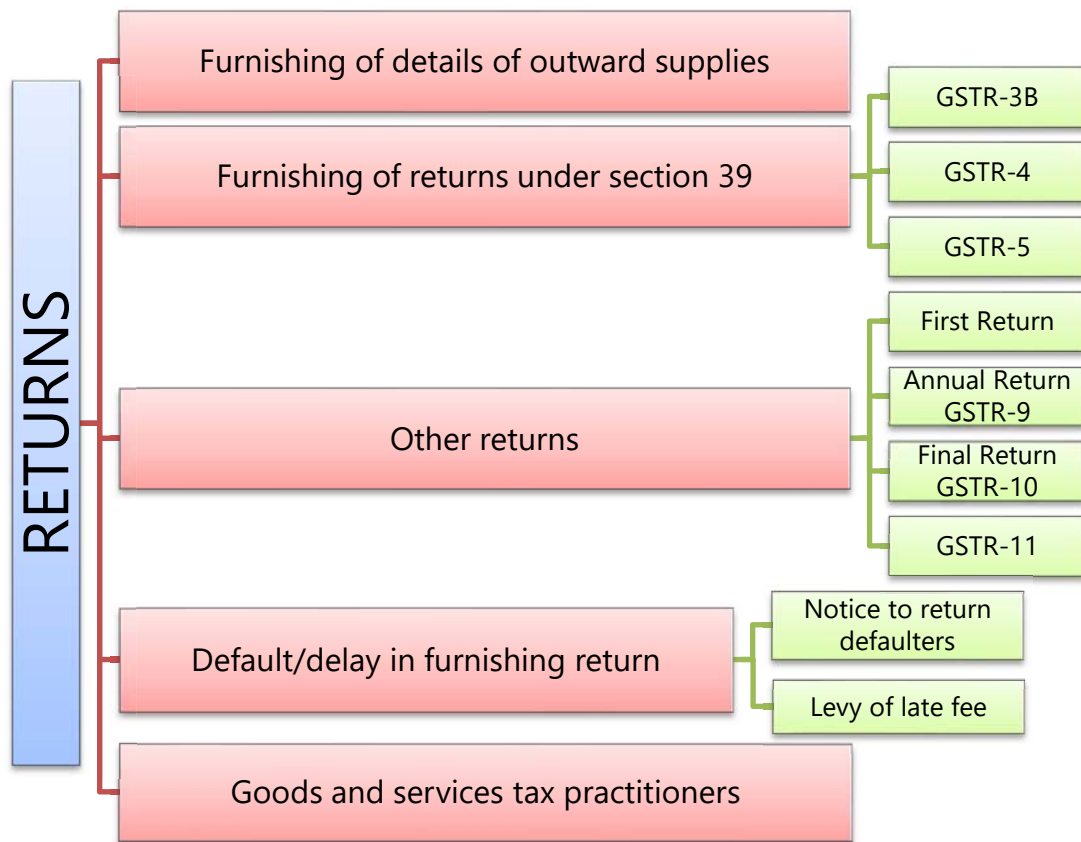 RETURNS
Furnishing of details of outward supplies
Furnishing of returns under section 39
GSTR-3B
GSTR-4
GSTR-5
Other returns
First Return
Annual Return
GSTR-9
Final Return
GSTR-10
GSTR-11
Default/delay in furnishing return
Notice to return
defaulters
Levy of late fee
Goods and services tax practitioners